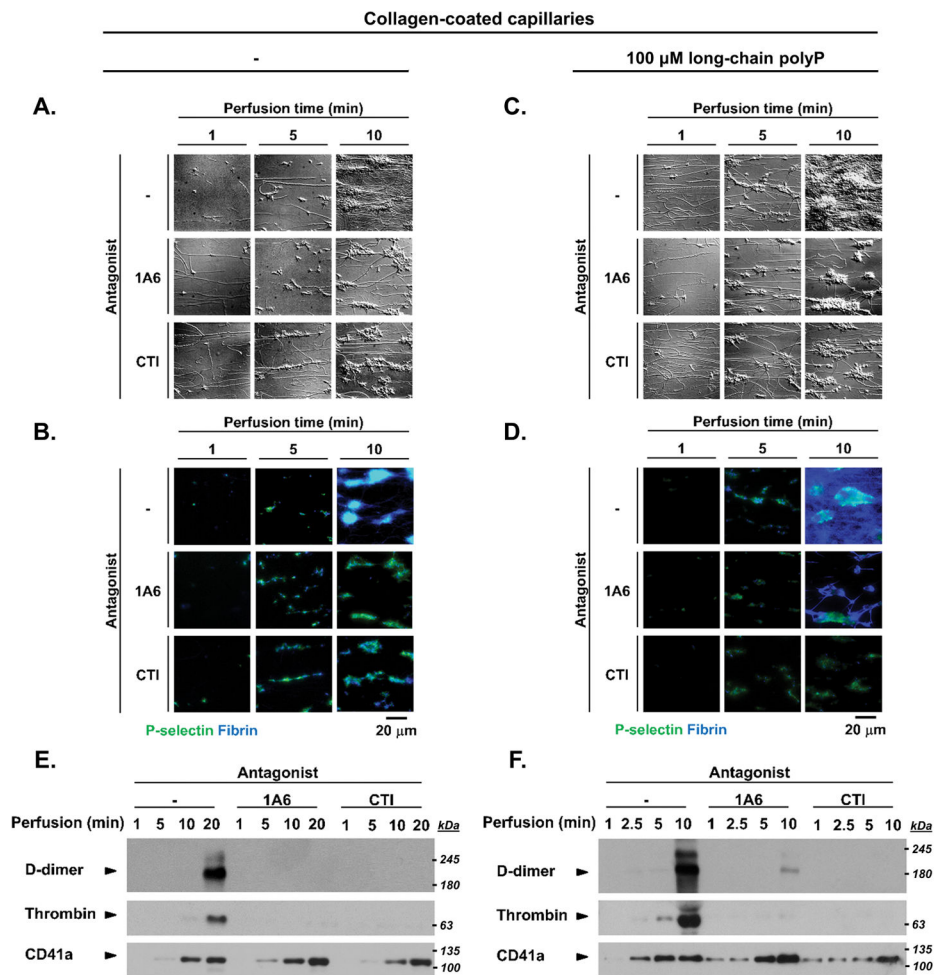 Collagen-coated capillaries
-
100 µM long-chain polyP
A.
Perfusion time (min)
1 5 10
Antagonist
-
1A6
CTI
B.
Perfusion time (min)
1 5 10
Antagonist
-
1A6
CTI
20 µm
P-selectin Fibrin
C.
Perfusion time (min)
1 5 10
Antagonist
-
1A6
CTI
D.
Perfusion time (min)
1 5 10
Antagonist
-
1A6
CTI
20 µm
P-selectin Fibrin
E.
Antagonist
- 1A6 CTI
Perfusion (min) 1 5 10 20 1 5 10 20 1 5 10 20 kDa
D-dimer
245
180
Thrombin
63
CD41a
135
100
F.
Antagonist
- 1A6 CTI
Perfusion (min) 1 2.5 5 10 1 2.5 5 10 1 2.5 5 10 kDa
D-dimer
245
180
Thrombin
63
CD41a
135
100